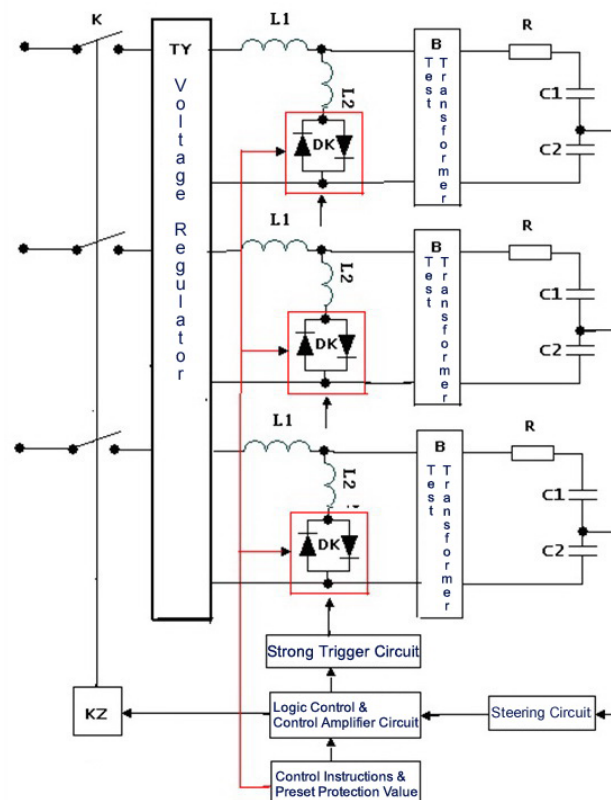 K
TY
Voltage Regulator
L1
L2
DK
B
Test Transformer
R
C1
C2
L1
L2
DK
B
Test Transformer
R
C1
C2
L1
L2
DK
B
Test Transformer
R
C1
C2
Strong Trigger Circuit
KZ
Logic Control &
Control Amplifier Circuit
Steering Circuit
Control Instructions &
Preset Protection Value